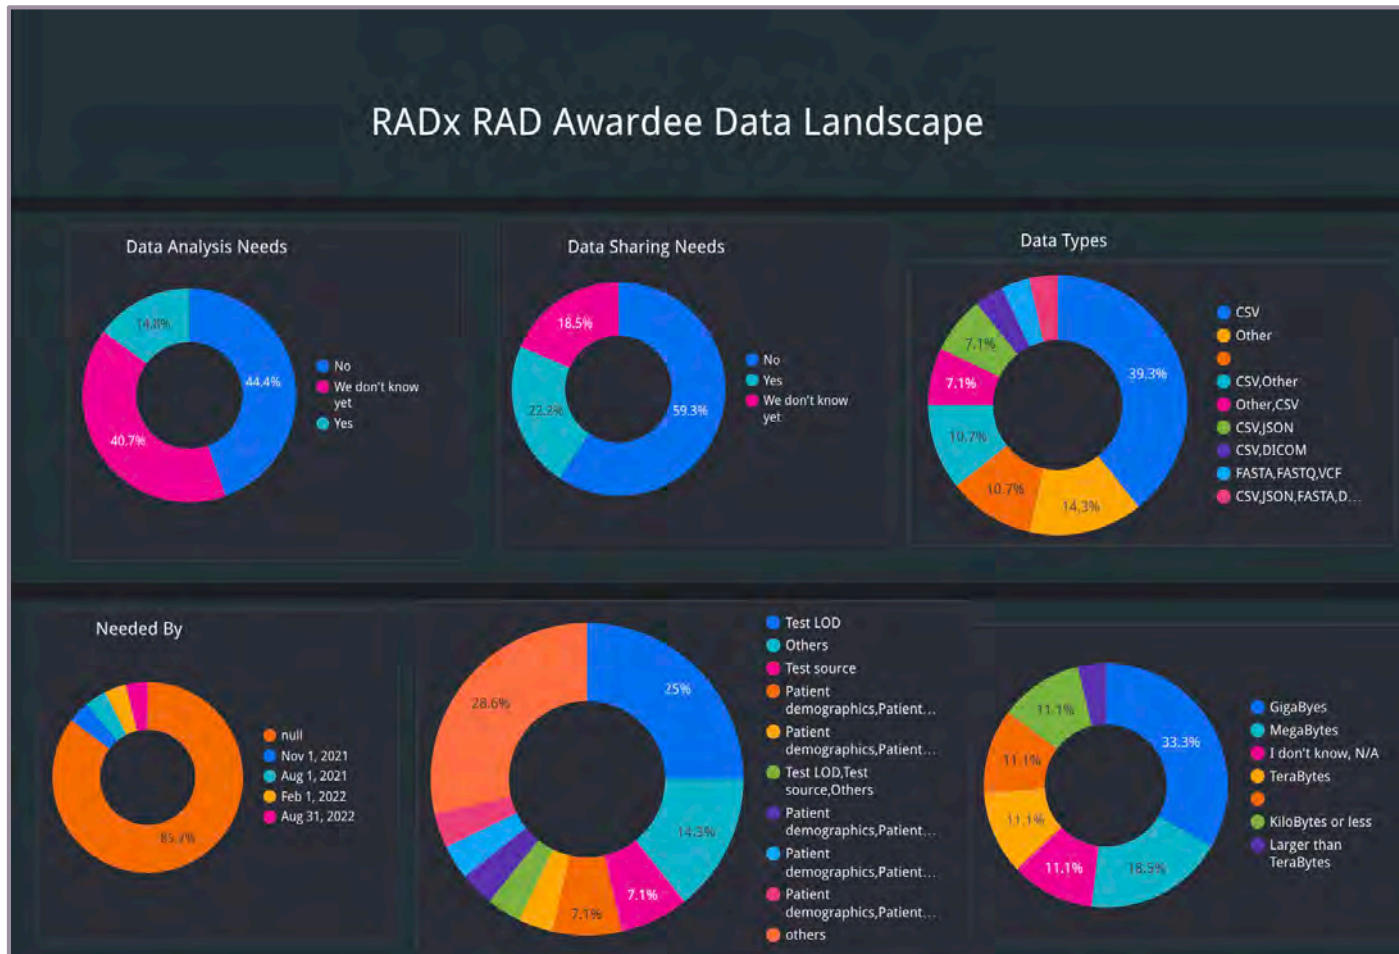 RADx RAD Awardee Data Landscape
Data Analysis Needs
14.8%
44.4%
40.7%
No
We don't know
yet
Yes
Data Sharing Needs
18.5%
22.2%
59.3%
No
Yes
We don't know
yet
Data Types
39.3%
7.1%
7.1%
10.7%
10.7%
14.3%
CSV
Other
CSV,Other
Other,CSV
CSV,JSON
CSV,DICOM
FASTA,FASTQ,VCF
CSV,JSON,FASTA,D...
Needed By
85.7%
null
Nov 1, 2021
Aug 1, 2021
Feb 1, 2022
Aug 31, 2022
28.6%
25%
14.3%
7.1%
7.1%
Test LOD
Others
Test source
Patient
demographics,Patient...
Patient
demographics,Patient...
Test LOD,Test
source,Others
Patient
demographics,Patient...
Patient
demographics,Patient...
Patient
demographics,Patient...
others
11.1%
33.3%
11.1%
11.1%
11.1%
18.5%
GigaByes
MegaBytes
I don't know, N/A
TeraBytes
KiloBytes or less
Larger than
TeraBytes